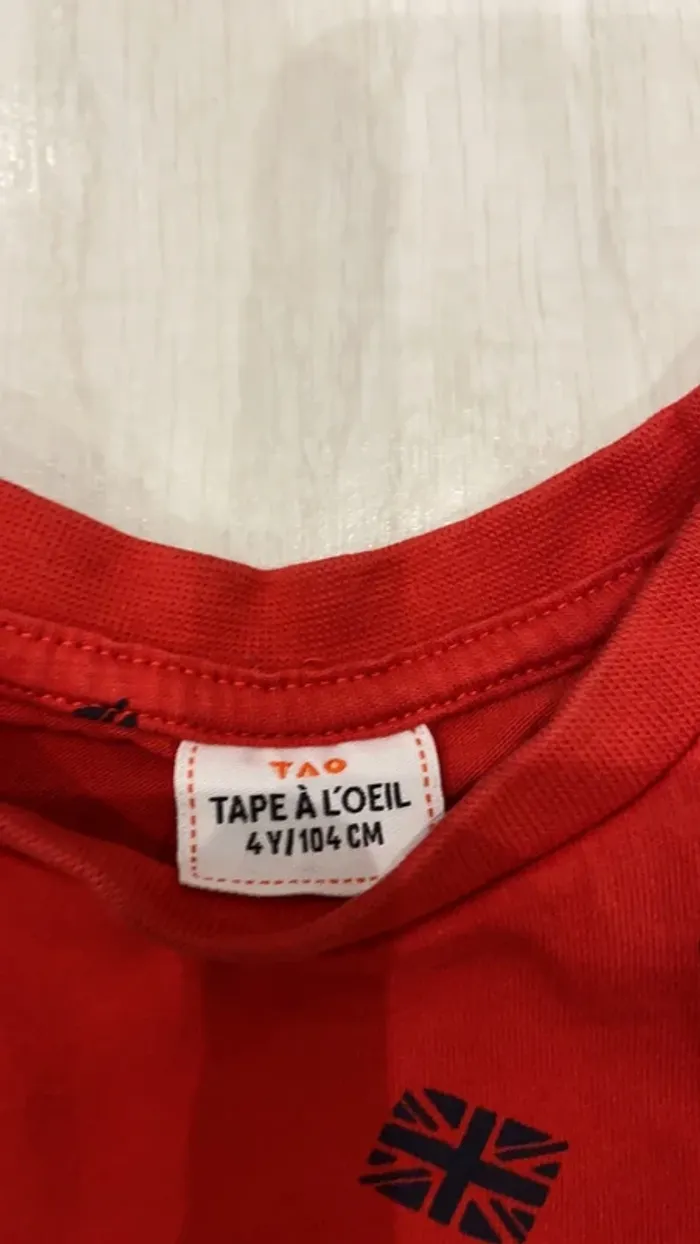 TAO
TAPE À L'OEIL
4Y/104 CM